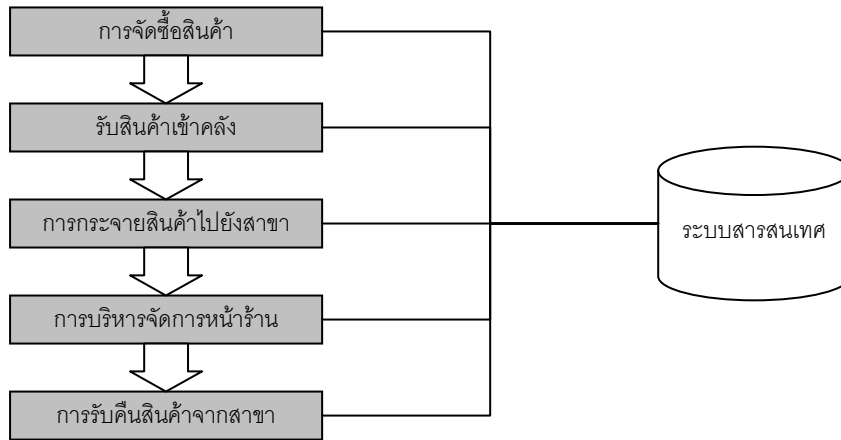 การจัดซื้อสินค้า
รับสินค้าเข้าคลัง
การกระจายสินค้าไปยังสาขา
ระบบสารสนเทศ
การบริหารจัดการหน้าร้าน
การรับคืนสินค้าจากสาขา